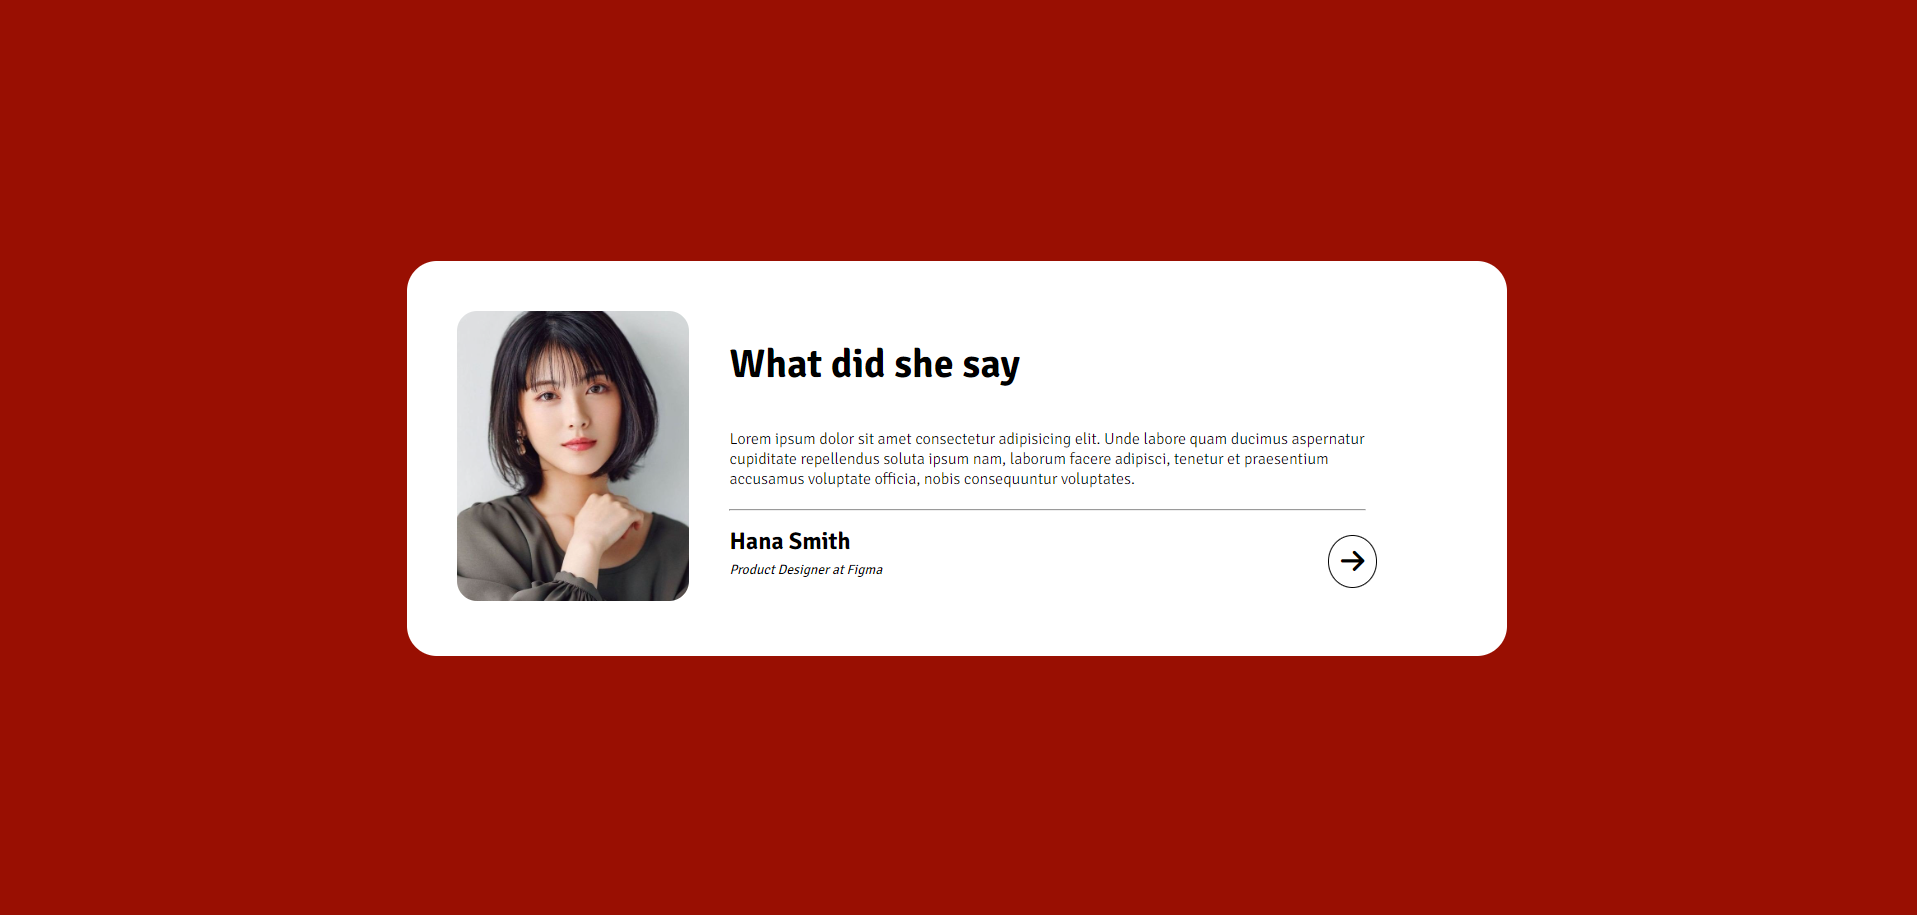 What did she say
Lorem ipsum dolor sit amet consectetur adipisicing elit. Unde labore quam ducimus aspernatur
cupiditate repellendus soluta ipsum nam, laborum facere adipisci, tenetur et praesentium
accusamus voluptate officia, nobis consequuntur voluptates.
Hana Smith
Product Designer at Figma